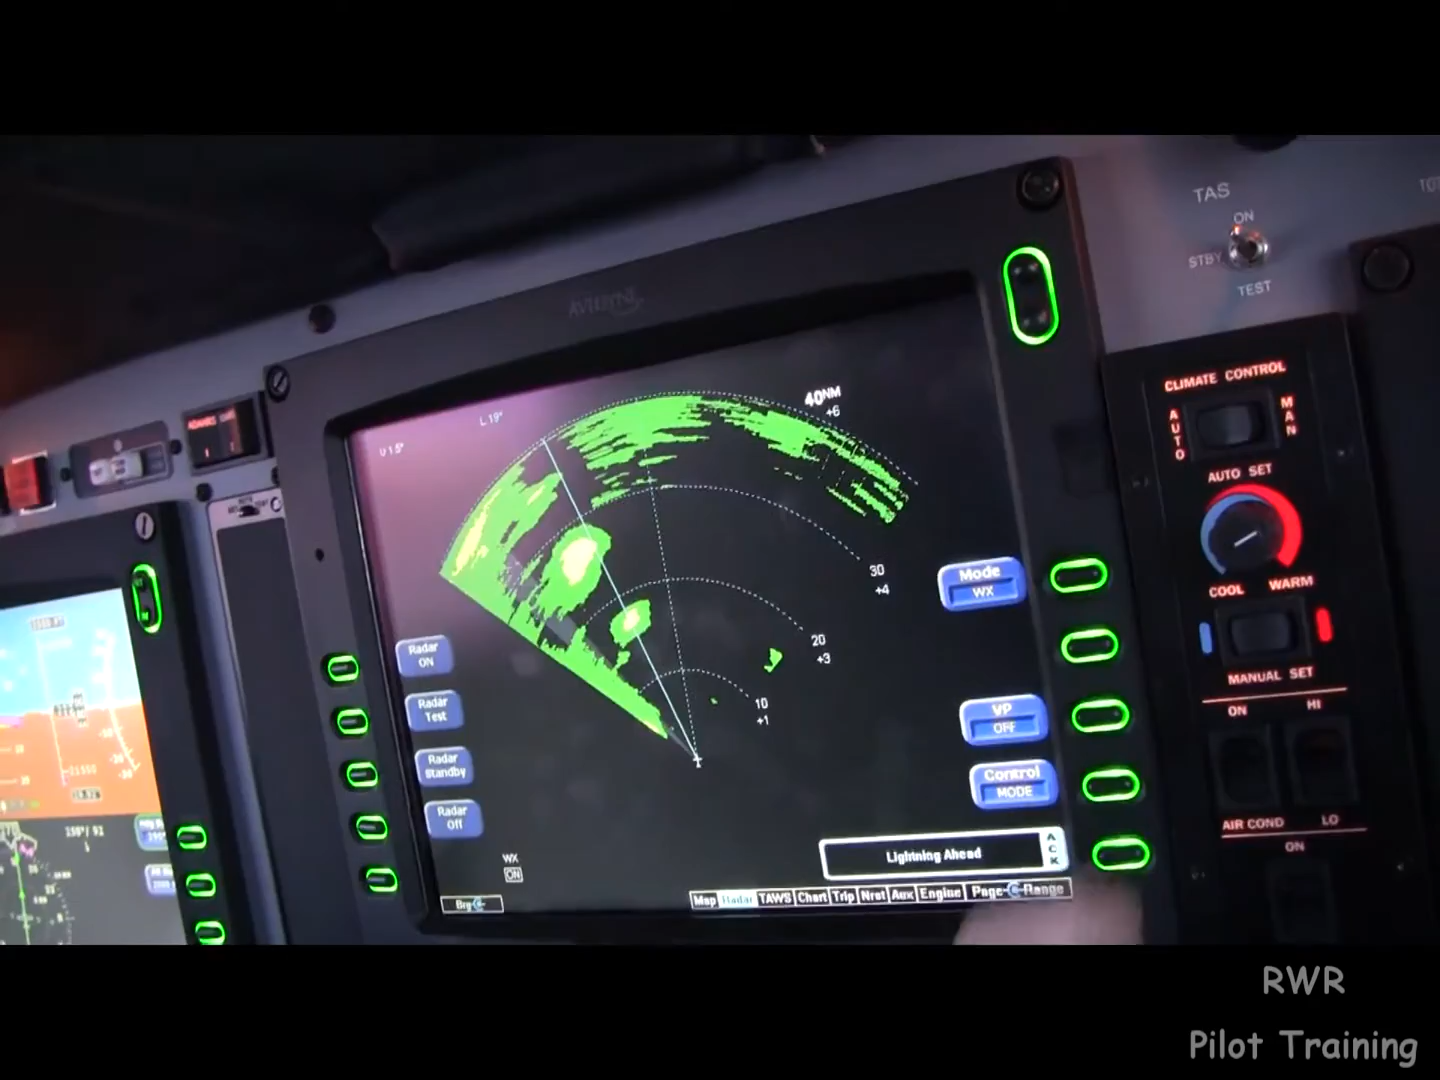 TAS
ON
STBY
TEST
AVIDYNE
CLIMATE CONTROL
AUTO
MAN
AUTO SET
COOL WARM
MANUAL SET
ON HI
AIR COND LO
ON
U 1.5°
L 19°
40NM
+6
30
+4
20
+3
10
+1
Mode
WX
VP
OFF
Control
MODE
Radar
ON
Radar
Test
Radar
Standby
Radar
Off
WX
ON
Lightning Ahead
ACK
Brg
Map Radar TAWS Chart Trip Nrst Aux Engine Page Range
RWR
Pilot Training